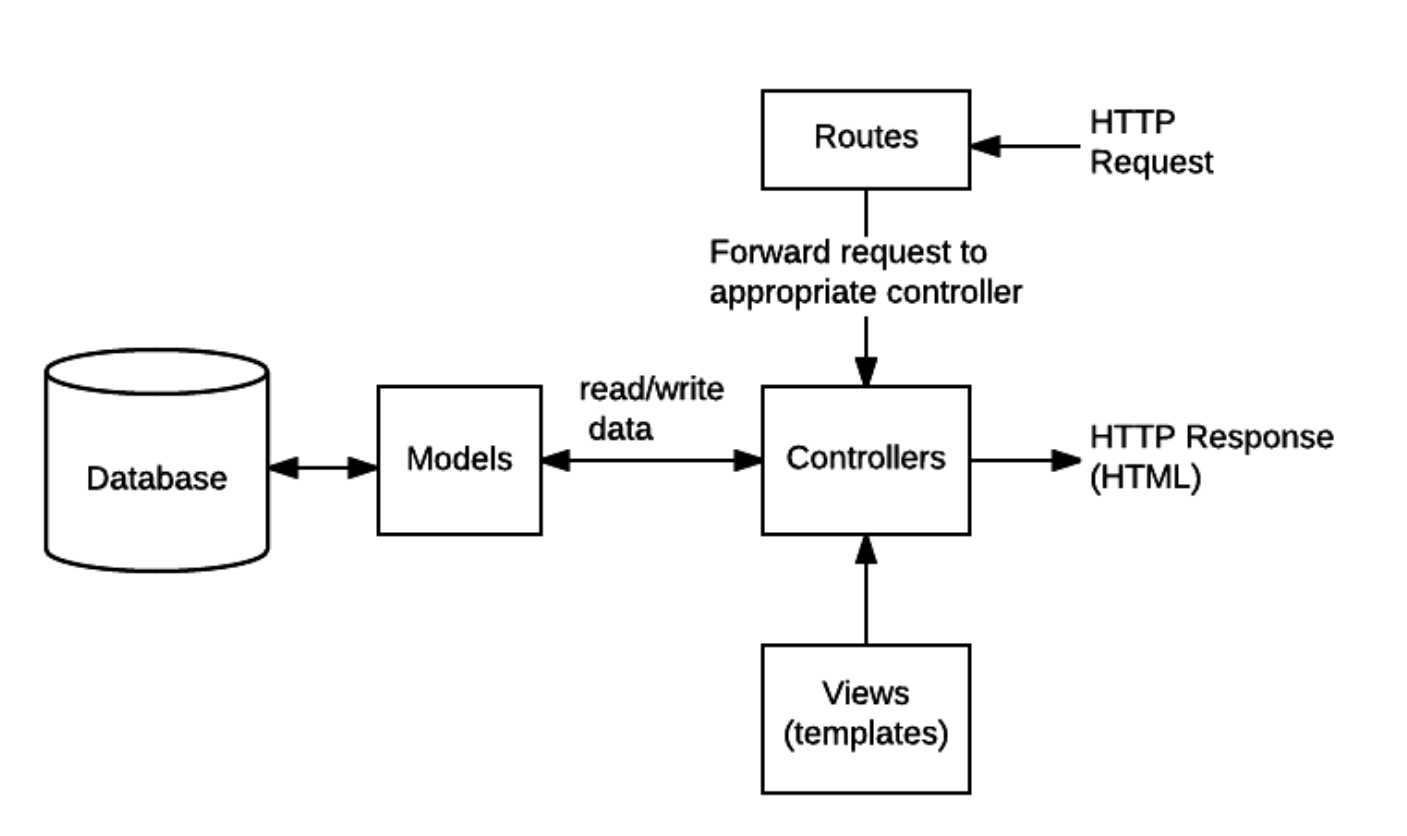 Routes
HTTP
Request
Forward request to
appropriate controller
Database
Models
read/write
data
Controllers
HTTP Response
(HTML)
Views
(templates)